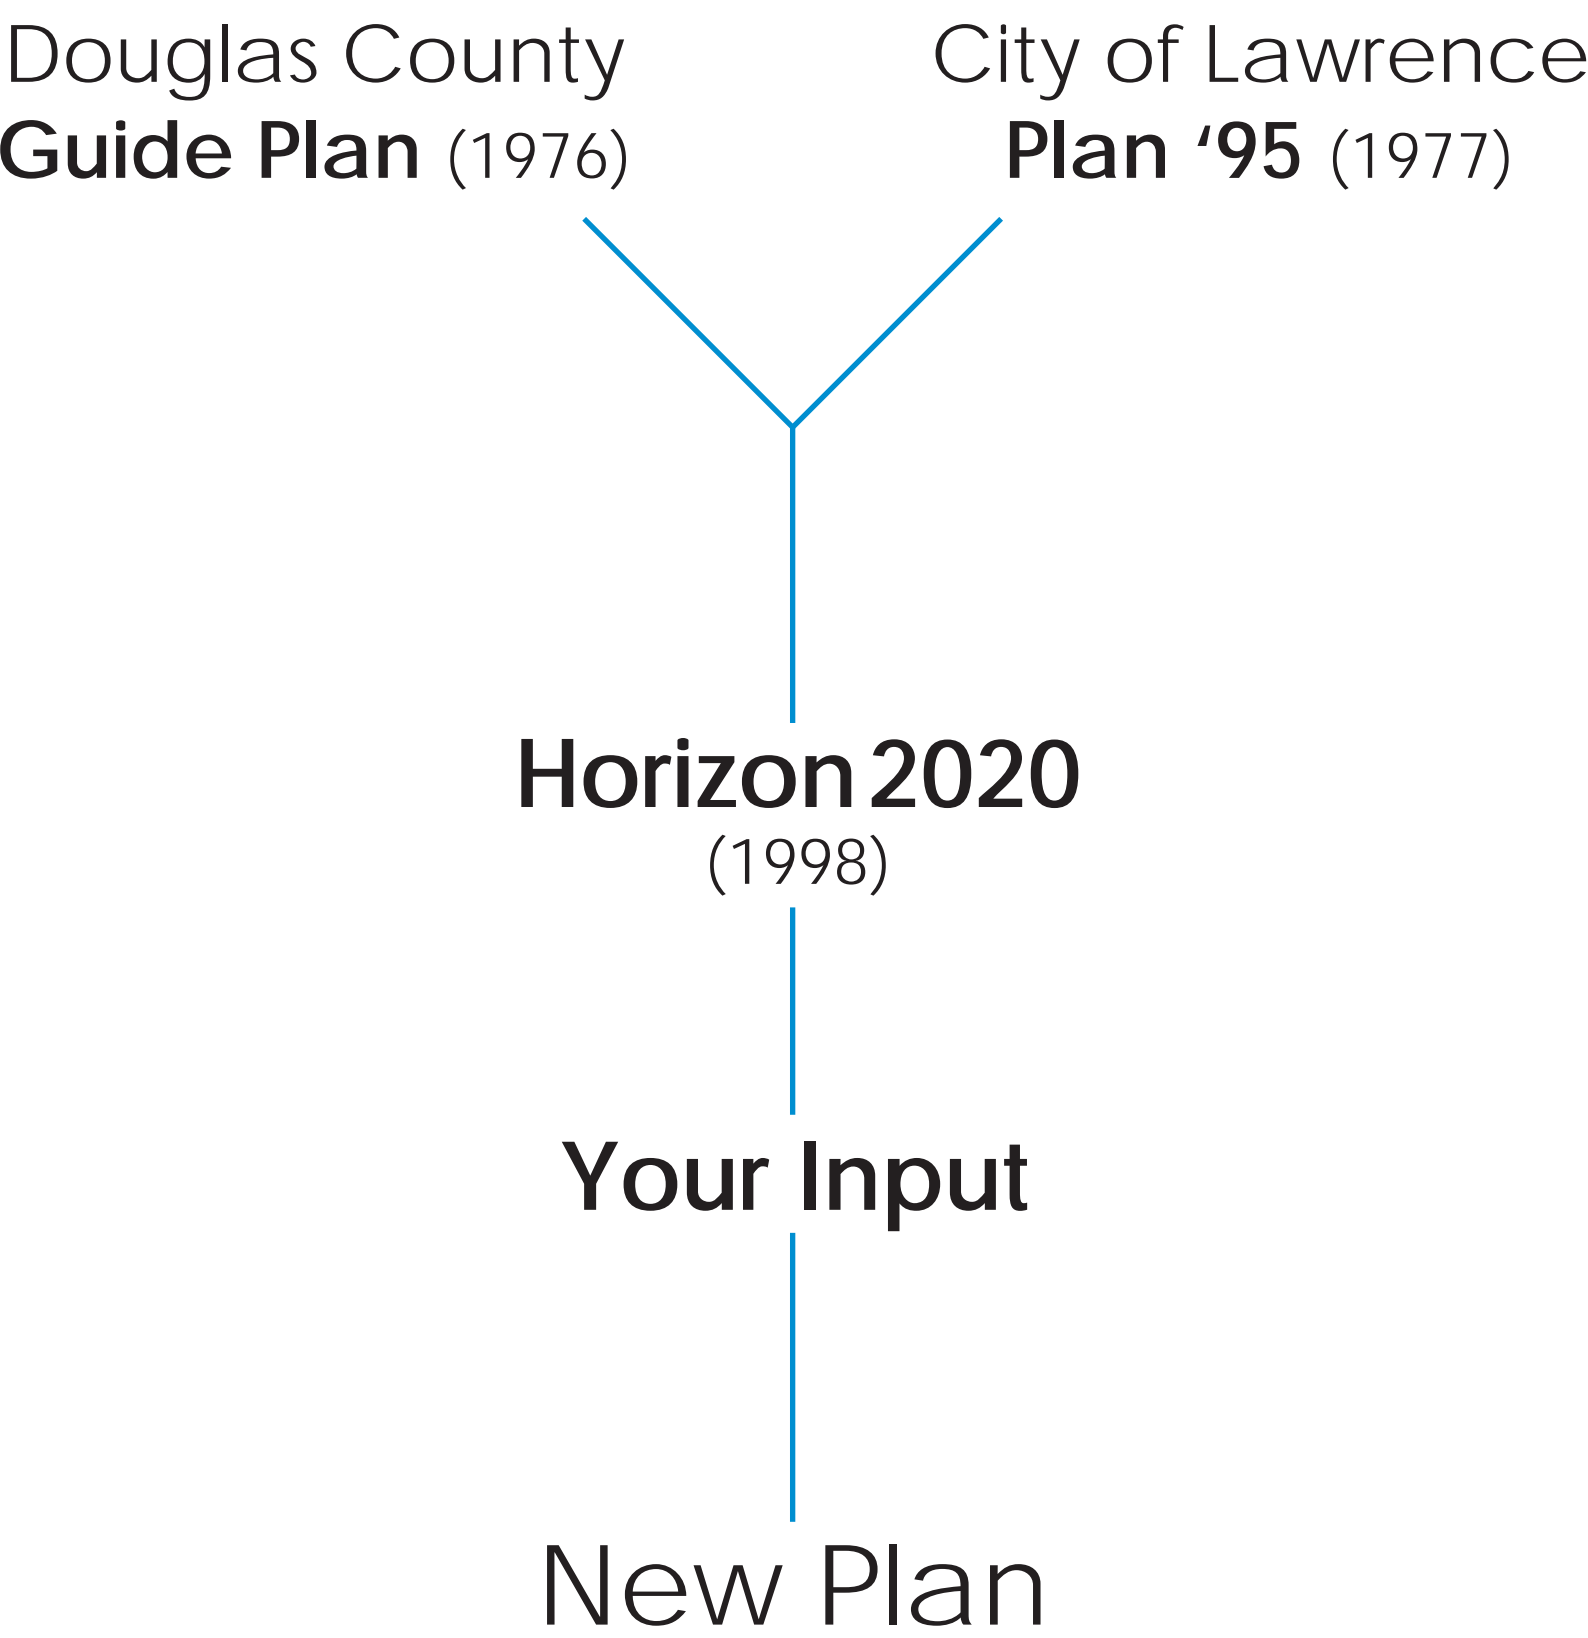 Douglas County
Guide Plan (1976)
City of Lawrence
Plan ‘95 (1977)
Horizon 2020
(1998)
Your Input
New Plan